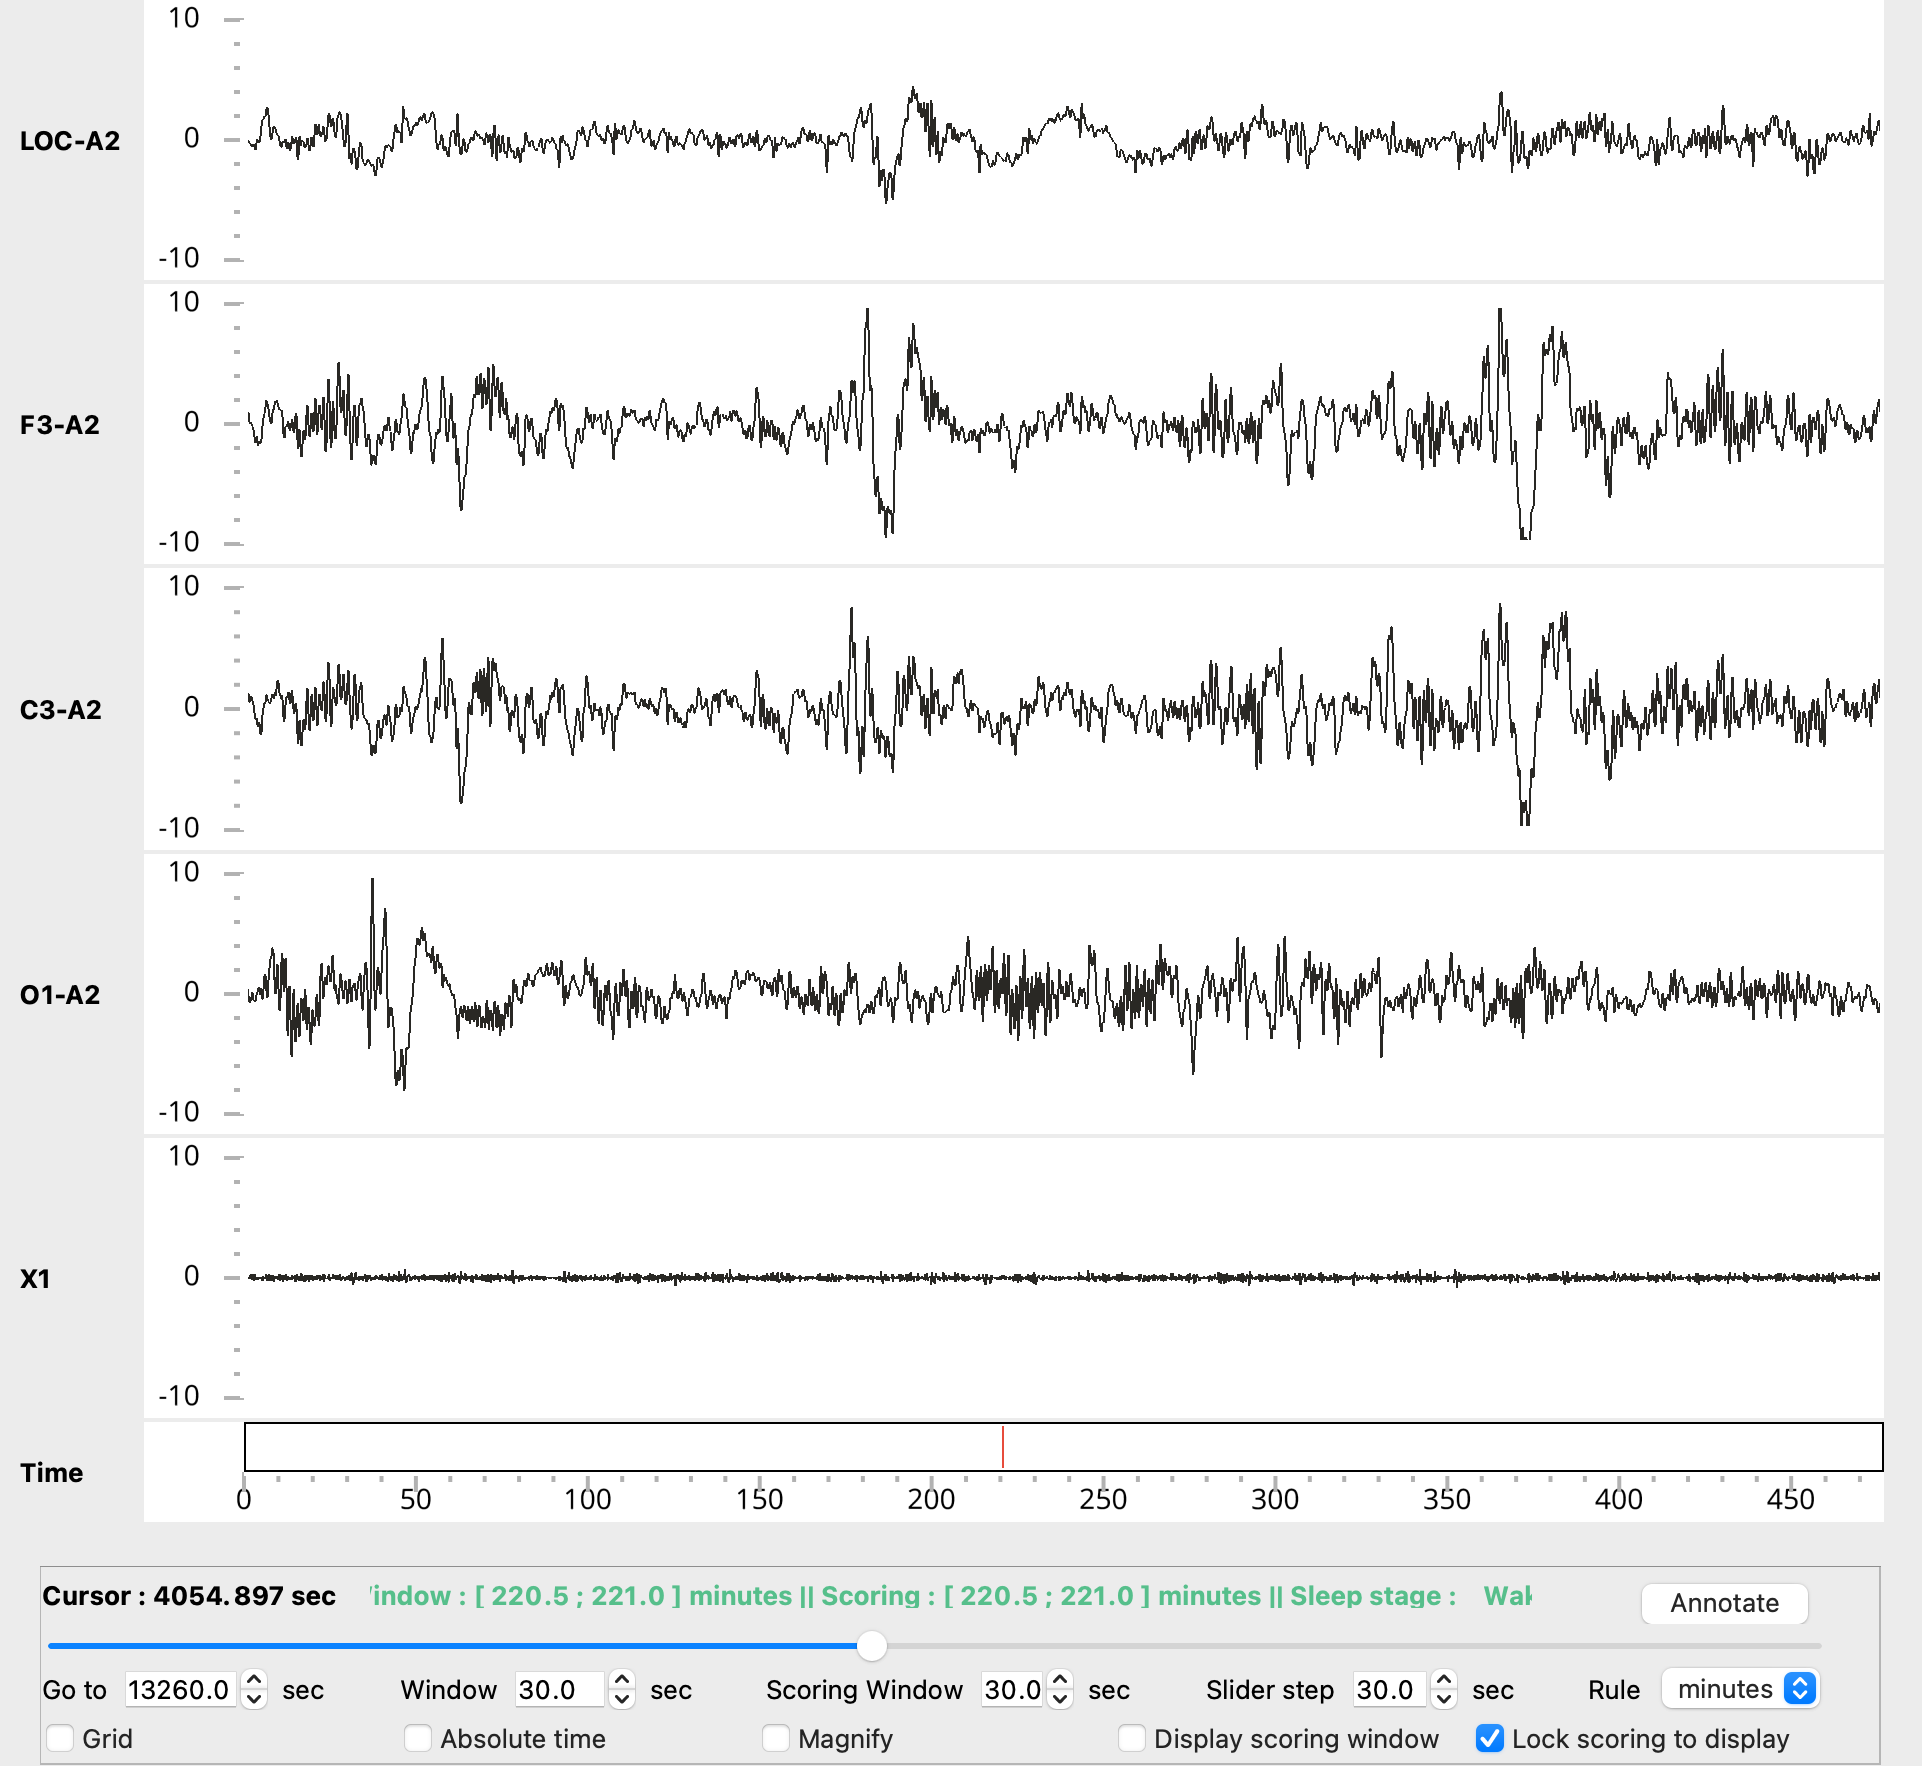 10
LOC-A2 0
-10
10
F3-A2 0
-10
10
C3-A2 0
-10
10
O1-A2 0
-10
10
X1 0
-10
Time
0 50 100 150 200 250 300 350 400 450
Cursor : 4054.897 sec indow : [ 220.5 ; 221.0 ] minutes || Scoring : [ 220.5 ; 221.0 ] minutes || Sleep stage : Wak Annotate
Go to 13260.0 sec Window 30.0 sec Scoring Window 30.0 sec Slider step 30.0 sec Rule minutes
Grid Absolute time Magnify Display scoring window Lock scoring to display